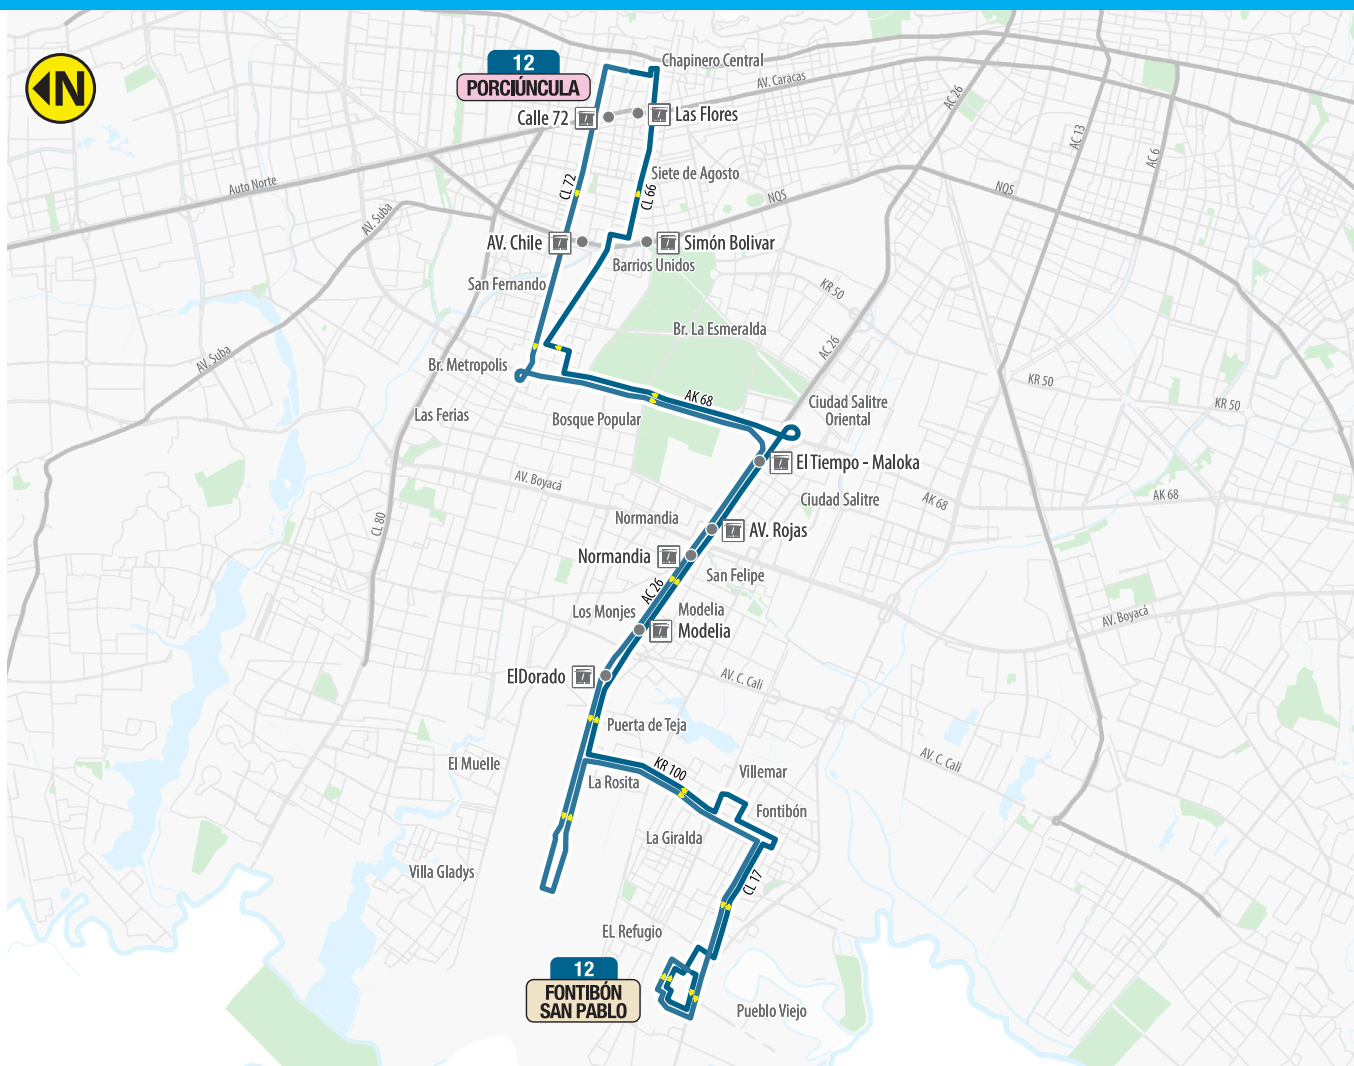 N
12
PORCIÚNCULA
Chapinero Central
AV. Caracas
Calle 72
Las Flores
AC 26
AC 13
AC 6
Auto Norte
CL 72
Siete de Agosto
CL 66
NQS
NQS
AV. Suba
AV. Chile
Simón Bolivar
Barrios Unidos
San Fernando
KR 50
Br. La Esmeralda
AC 26
AV. Suba
Br. Metropolis
KR 50
KR 50
AK 68
Ciudad Salitre
Oriental
Las Ferias
Bosque Popular
El Tiempo - Maloka
AV. Boyacá
Ciudad Salitre
AK 68
AK 68
CL 80
Normandia
AV. Rojas
Normandia
San Felipe
AC 26
Los Monjes
Modelia
Modelia
AV. Boyacá
ElDorado
AV. C. Cali
Puerta de Teja
AV. C. Cali
El Muelle
KR 100
La Rosita
Villemar
Fontibón
La Giralda
Villa Gladys
CL 17
EL Refugio
12
FONTIBÓN
SAN PABLO
Pueblo Viejo